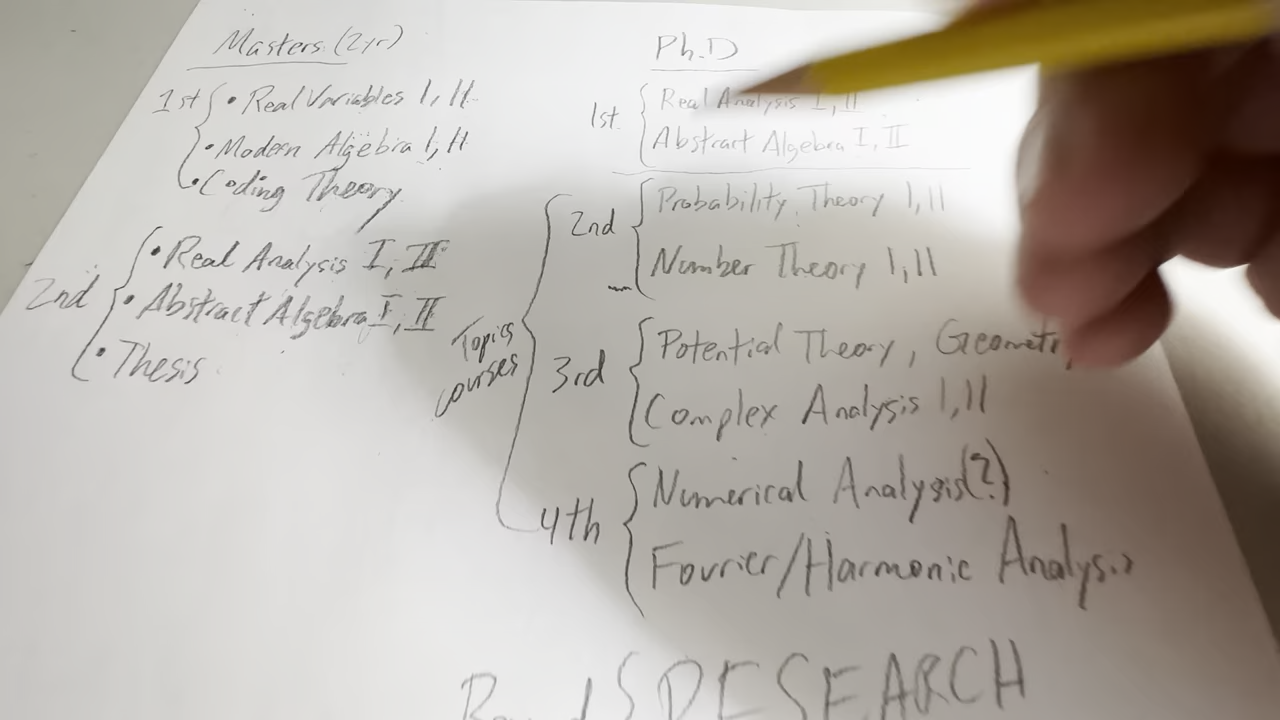 Masters (2yr)
1st • Real Variables I, II
• Modern Algebra I, II
• Coding Theory
2nd • Real Analysis I, II
• Abstract Algebra I, II
• Thesis
Ph.D
1st Real Analysis I, II
Abstract Algebra I, II
Topics courses
2nd Probability Theory I, II
Number Theory I, II
3rd Potential Theory, Geometr
Complex Analysis I, II
4th Numerical Analysis(?)
Fourier/Harmonic Analysis
RESEARCH